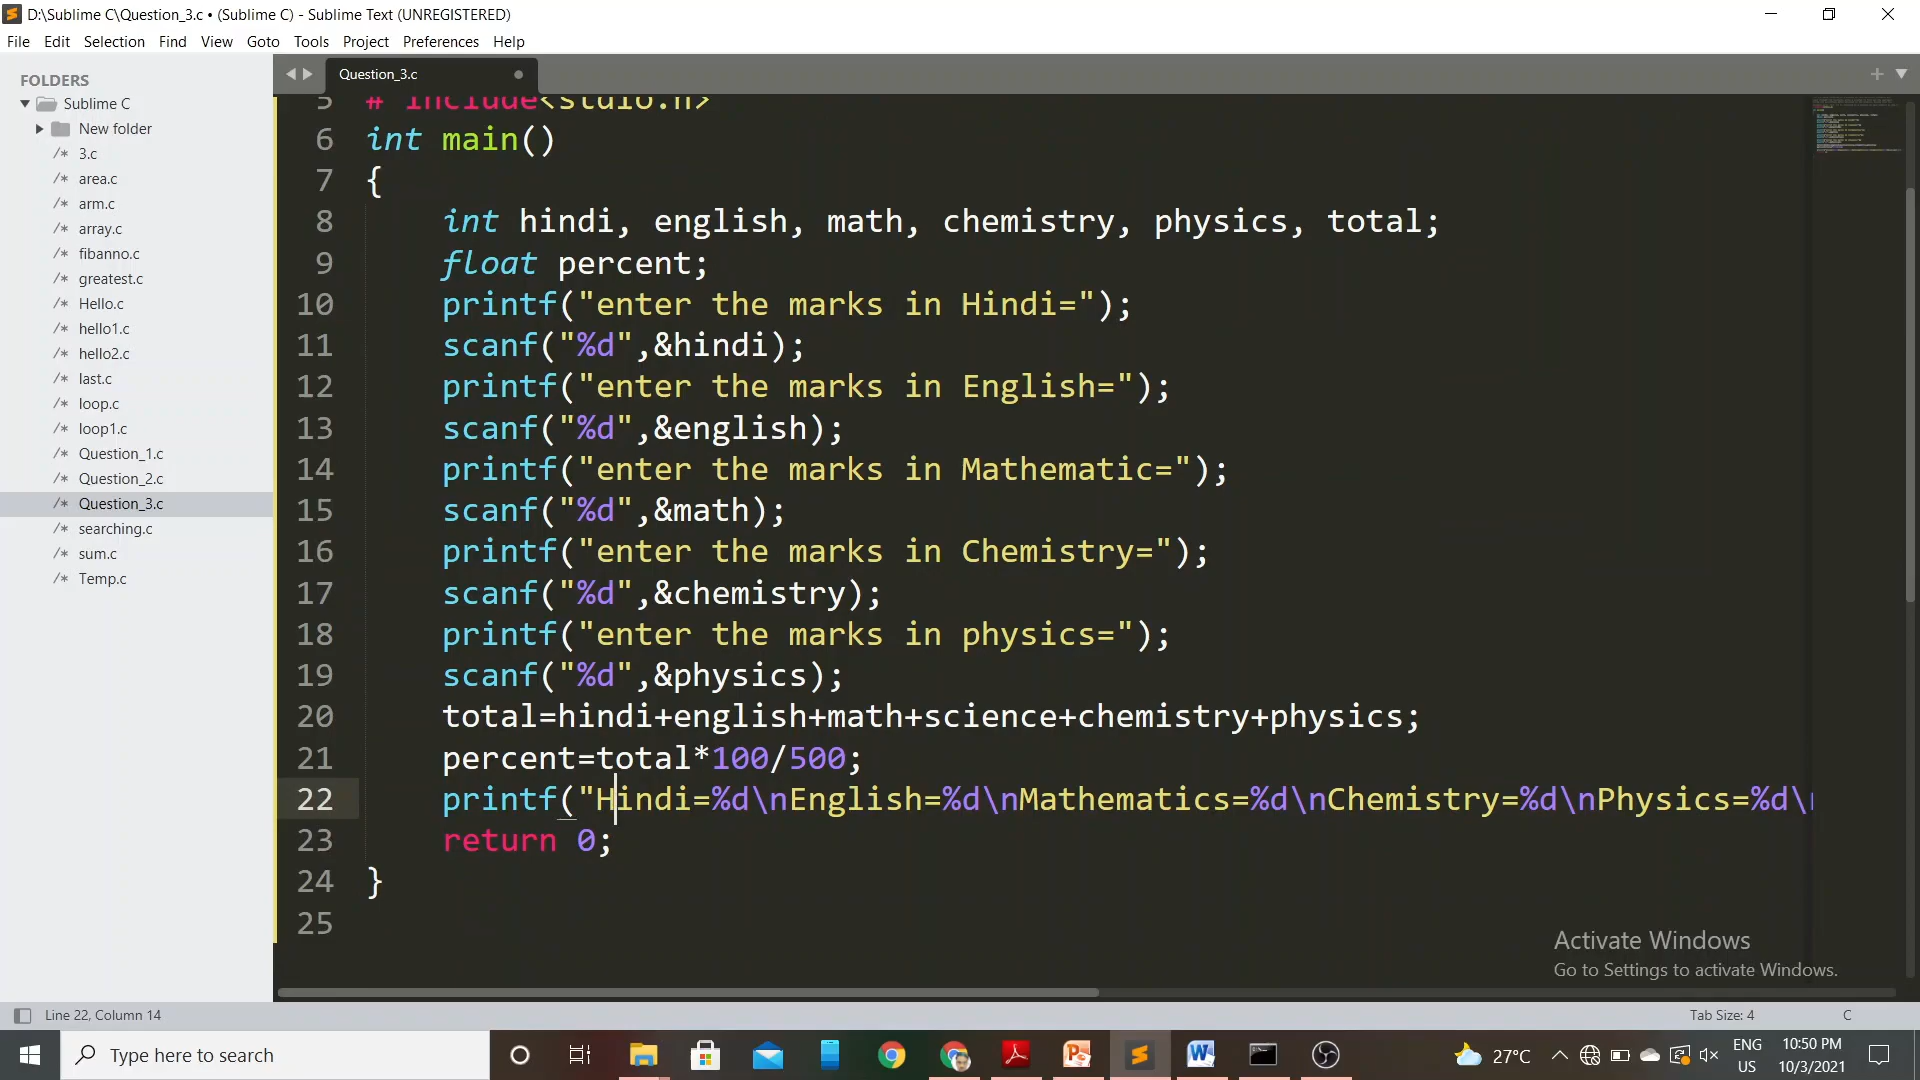 D:\Sublime C\Question_3.c • (Sublime C) - Sublime Text (UNREGISTERED)
File Edit Selection Find View Goto Tools Project Preferences Help
FOLDERS
Sublime C
New folder
/* 3.c
/* area.c
/* arm.c
/* array.c
/* fibanno.c
/* greatest.c
/* Hello.c
/* hello1.c
/* hello2.c
/* last.c
/* loop.c
/* loop1.c
/* Question_1.c
/* Question_2.c
/* Question_3.c
/* searching.c
/* sum.c
/* Temp.c
Question_3.c
5 # include<stdio.h>
6 int main()
7 {
8 int hindi, english, math, chemistry, physics, total;
9 float percent;
10 printf("enter the marks in Hindi=");
11 scanf("%d",&hindi);
12 printf("enter the marks in English=");
13 scanf("%d",&english);
14 printf("enter the marks in Mathematic=");
15 scanf("%d",&math);
16 printf("enter the marks in Chemistry=");
17 scanf("%d",&chemistry);
18 printf("enter the marks in physics=");
19 scanf("%d",&physics);
20 total=hindi+english+math+science+chemistry+physics;
21 percent=total*100/500;
22 printf("Hindi=%d\nEnglish=%d\nMathematics=%d\nChemistry=%d\nPhysics=%d\
23 return 0;
24 }
25
Activate Windows
Go to Settings to activate Windows.
Line 22, Column 14 Tab Size: 4 C
Type here to search
27°C
ENG
US
10:50 PM
10/3/2021